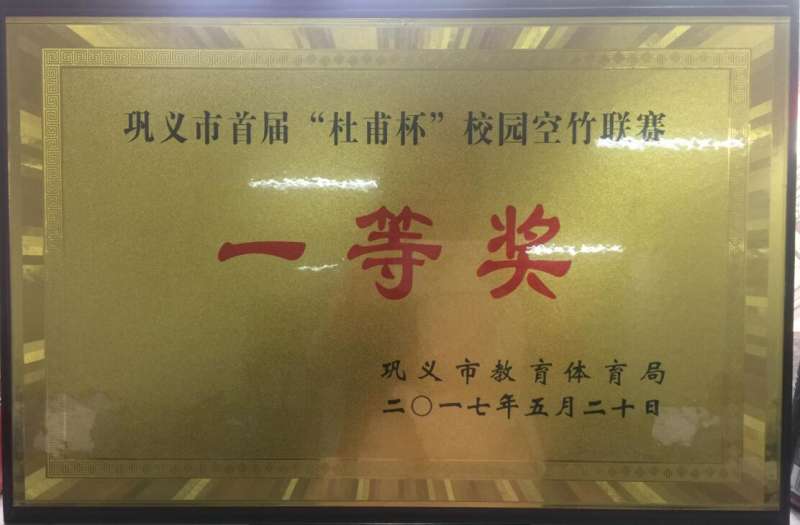 巩义市首届“杜甫杯”校园空竹联赛
一等奖
巩义市教育体育局
二〇一七年五月二十日